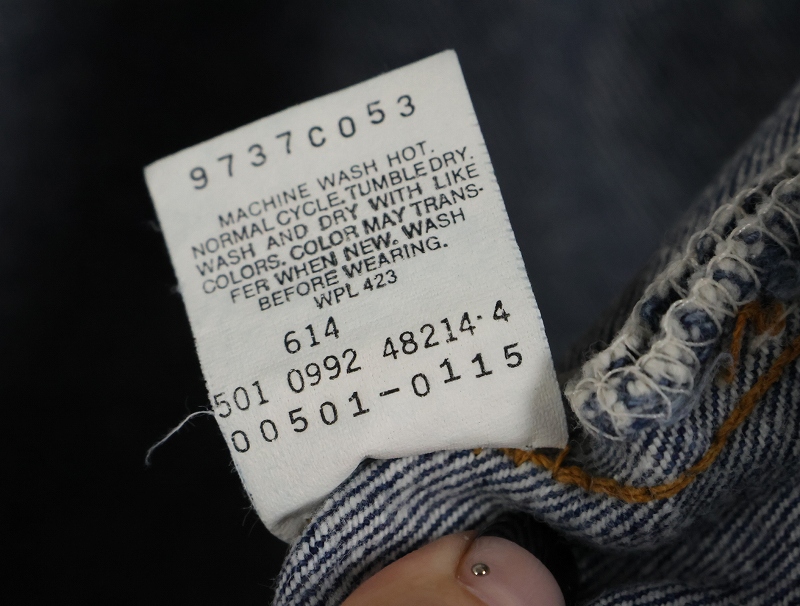 9737C053
MACHINE WASH HOT.
NORMAL CYCLE. TUMBLE DRY.
WASH AND DRY WITH LIKE
COLORS. COLOR MAY TRANS-
FER WHEN NEW. WASH
BEFORE WEARING.
WPL 423
614
501 0992 48214·4
00501-0115